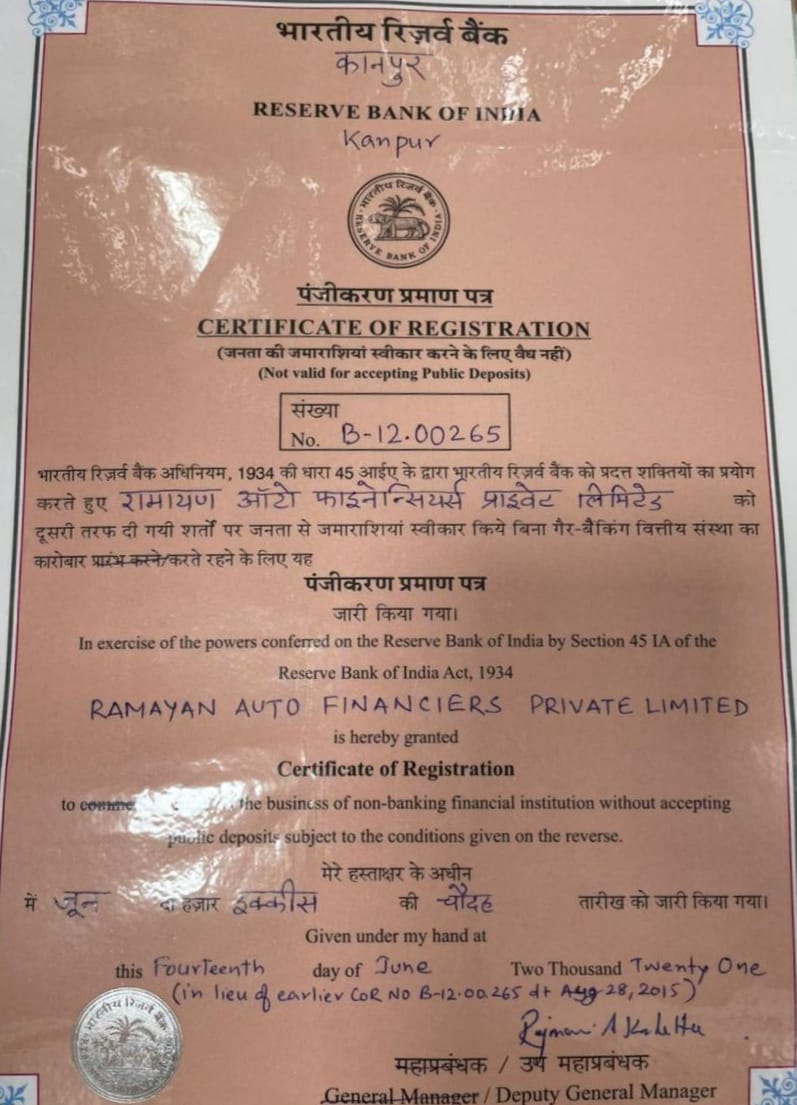 भारतीय रिज़र्व बैंक
कानपुर
RESERVE BANK OF INDIA
Kanpur
भारतीय रिज़र्व बैंक
RESERVE BANK OF INDIA
पंजीकरण प्रमाण पत्र
CERTIFICATE OF REGISTRATION
(जनता की जमाराशियां स्वीकार करने के लिए वैध नहीं)
(Not valid for accepting Public Deposits)
संख्या
No. B-12.00265
भारतीय रिज़र्व बैंक अधिनियम, 1934 की धारा 45 आईए के द्वारा भारतीय रिज़र्व बैंक को प्रदत्त शक्तियों का प्रयोग
करते हुए रामायण ऑटो फाइनेन्सियर्स प्राइवेट लिमिटेड को
दूसरी तरफ दी गयी शर्तों पर जनता से जमाराशियां स्वीकार किये बिना गैर-बैंकिंग वित्तीय संस्था का
कारोबार प्रारंभ करने/करते रहने के लिए यह
पंजीकरण प्रमाण पत्र
जारी किया गया।
In exercise of the powers conferred on the Reserve Bank of India by Section 45 IA of the
Reserve Bank of India Act, 1934
RAMAYAN AUTO FINANCIERS PRIVATE LIMITED
is hereby granted
Certificate of Registration
to the business of non-banking financial institution without accepting
public deposits subject to the conditions given on the reverse.
मेरे हस्ताक्षर के अधीन
में जून दो हज़ार इक्कीस की चौदह तारीख को जारी किया गया।
Given under my hand at
this Fourteenth day of June Two Thousand Twenty One
(in lieu of earlier CoR No B-12.00.265 dt Aug 28, 2015)
भारतीय रिज़र्व बैंक
महाप्रबंधक / उप महाप्रबंधक
General Manager / Deputy General Manager